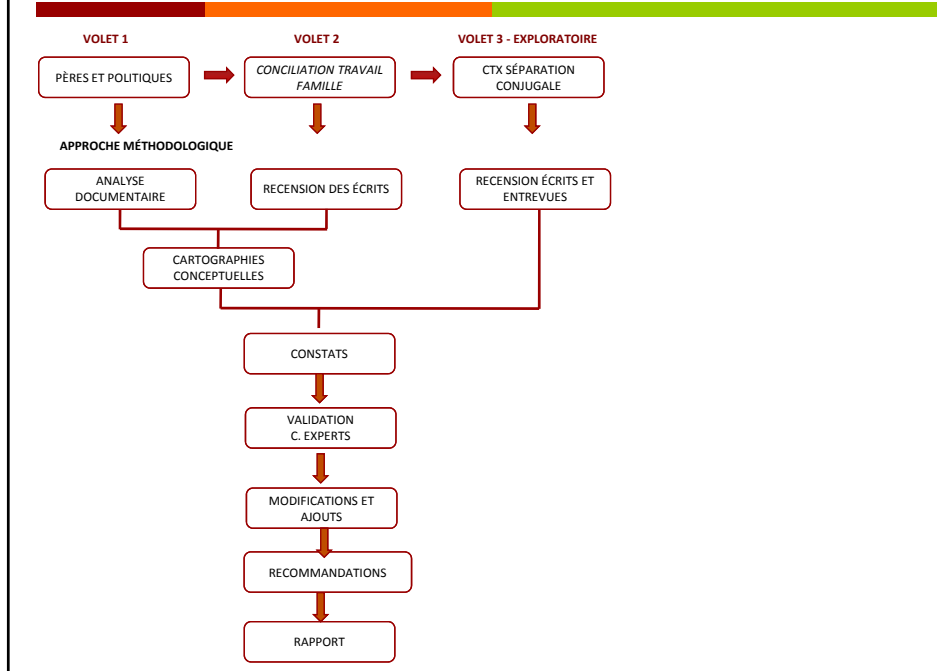 VOLET 1
VOLET 2
VOLET 3 - EXPLORATOIRE
PÈRES ET POLITIQUES
CONCILIATION TRAVAIL
FAMILLE
CTX SÉPARATION
CONJUGALE
APPROCHE MÉTHODOLOGIQUE
ANALYSE
DOCUMENTAIRE
RECENSION DES ÉCRITS
RECENSION ÉCRITS ET
ENTREVUES
CARTOGRAPHIES
CONCEPTUELLES
CONSTATS
VALIDATION
C. EXPERTS
MODIFICATIONS ET
AJOUTS
RECOMMANDATIONS
RAPPORT